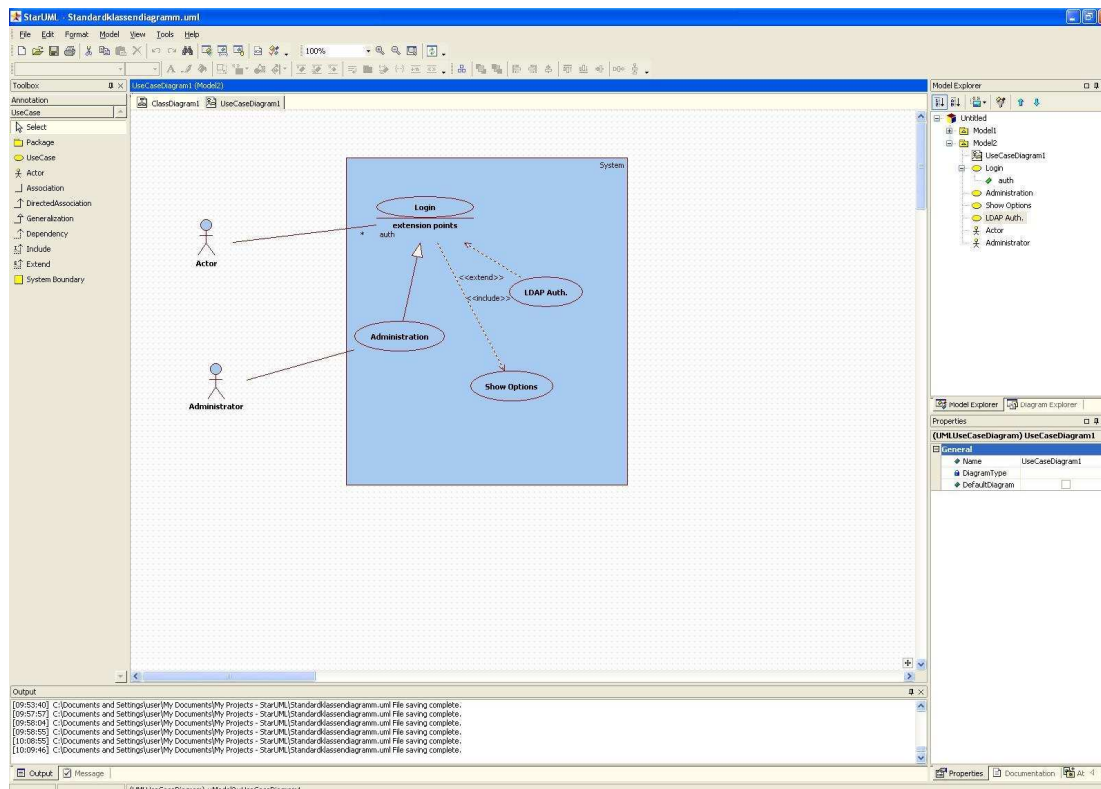 StarUML - Standardklassendiagramm.uml
File Edit Format Model View Tools Help
100%
Toolbox
Annotation
UseCase
Select
Package
UseCase
Actor
Association
DirectedAssociation
Generalization
Dependency
Include
Extend
System Boundary
UseCaseDiagram1 (Model2)
ClassDiagram1 UseCaseDiagram1
System
Login
extension points
* auth
Actor
<<extend>>
<<include>>
LDAP Auth.
Administration
Show Options
Administrator
Model Explorer
Untitled
Model1
Model2
UseCaseDiagram1
Login
auth
Administration
Show Options
LDAP Auth.
Actor
Administrator
Model Explorer Diagram Explorer
Properties
(UMLUseCaseDiagram) UseCaseDiagram1
General
Name UseCaseDiagram1
DiagramType
DefaultDiagram
Output
[09:53:40] C:\Documents and Settings\user\My Documents\My Projects - StarUML\Standardklassendiagramm.uml File saving complete.
[09:57:57] C:\Documents and Settings\user\My Documents\My Projects - StarUML\Standardklassendiagramm.uml File saving complete.
[09:58:04] C:\Documents and Settings\user\My Documents\My Projects - StarUML\Standardklassendiagramm.uml File saving complete.
[09:58:55] C:\Documents and Settings\user\My Documents\My Projects - StarUML\Standardklassendiagramm.uml File saving complete.
[10:08:55] C:\Documents and Settings\user\My Documents\My Projects - StarUML\Standardklassendiagramm.uml File saving complete.
[10:09:46] C:\Documents and Settings\user\My Documents\My Projects - StarUML\Standardklassendiagramm.uml File saving complete.
Output Message
Properties Documentation At